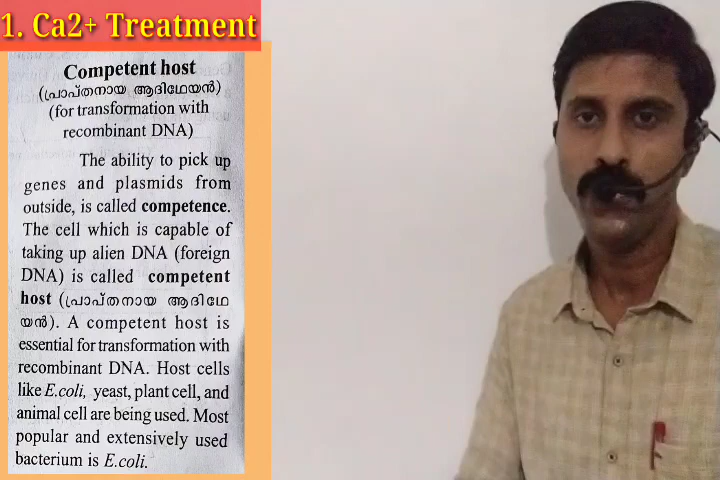 1. Ca2+ Treatment
Competent host
(പ്രാപ്തനായ ആദിഥേയൻ)
(for transformation with
recombinant DNA)
The ability to pick up
genes and plasmids from
outside, is called competence.
The cell which is capable of
taking up alien DNA (foreign
DNA) is called competent
host (പ്രാപ്തനായ ആദിഥേ
യൻ). A competent host is
essential for transformation with
recombinant DNA. Host cells
like E.coli, yeast, plant cell, and
animal cell are being used. Most
popular and extensively used
bacterium is E.coli.